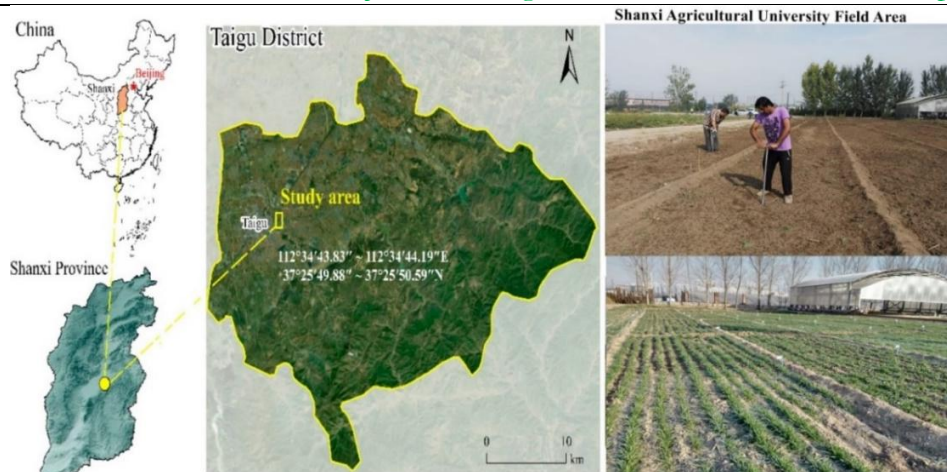 China
Beijing
Shanxi
Shanxi Province
Taigu District
N
Study area
Taigu
112°34'43.83" ~ 112°34'44.19"E
37°25'49.88" ~ 37°25'50.59"N
0 10
km
Shanxi Agricultural University Field Area